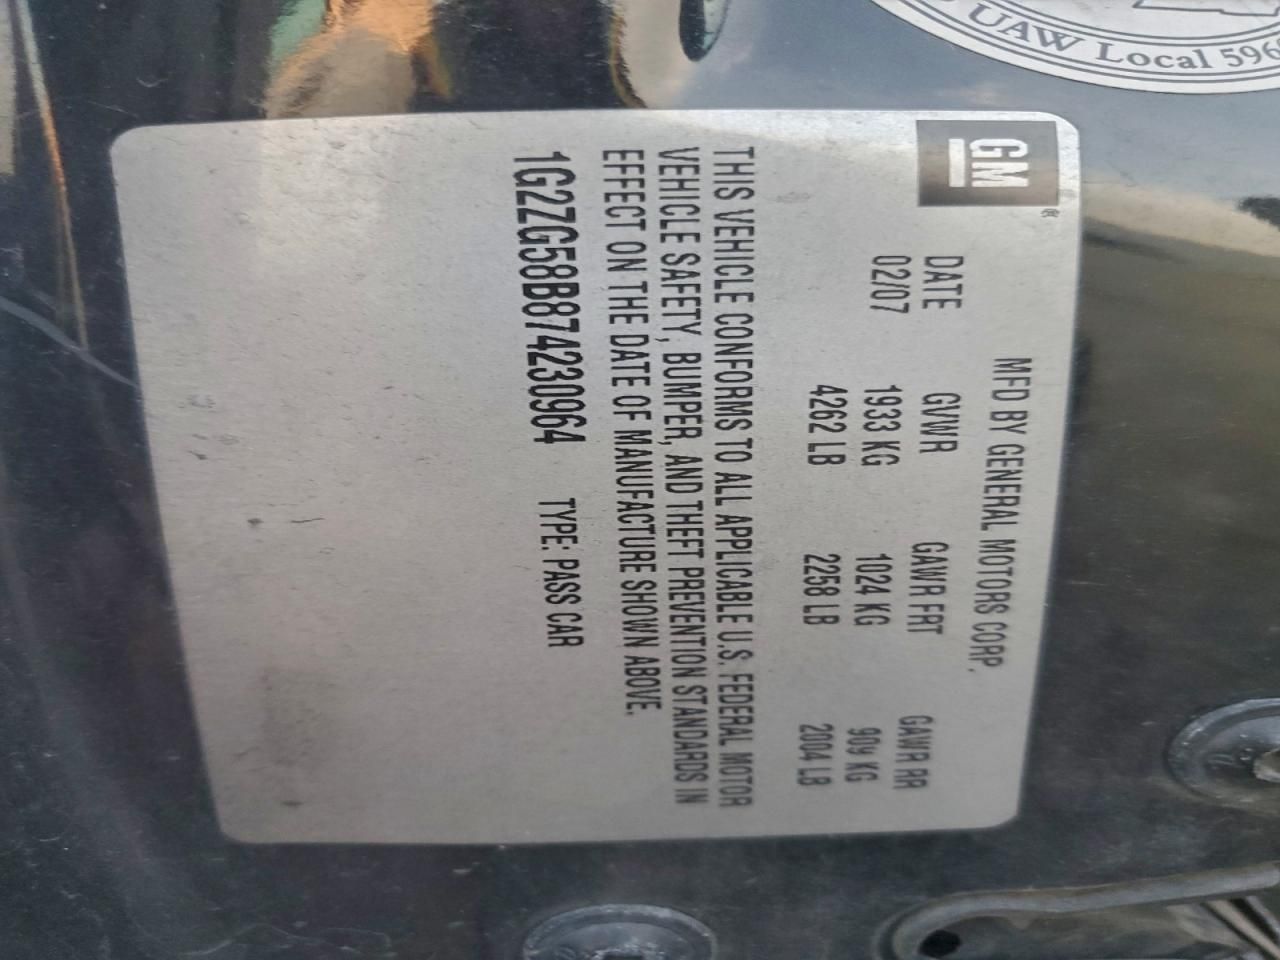 UAW Local 596
GM
®
MFD BY GENERAL MOTORS CORP.
DATE GVWR GAWR FRT GAWR RR
02/07 1933 KG 1024 KG 909 KG
4262 LB 2258 LB 2004 LB
THIS VEHICLE CONFORMS TO ALL APPLICABLE U.S. FEDERAL MOTOR
VEHICLE SAFETY, BUMPER, AND THEFT PREVENTION STANDARDS IN
EFFECT ON THE DATE OF MANUFACTURE SHOWN ABOVE.
1G2ZG58B874230964 TYPE: PASS CAR